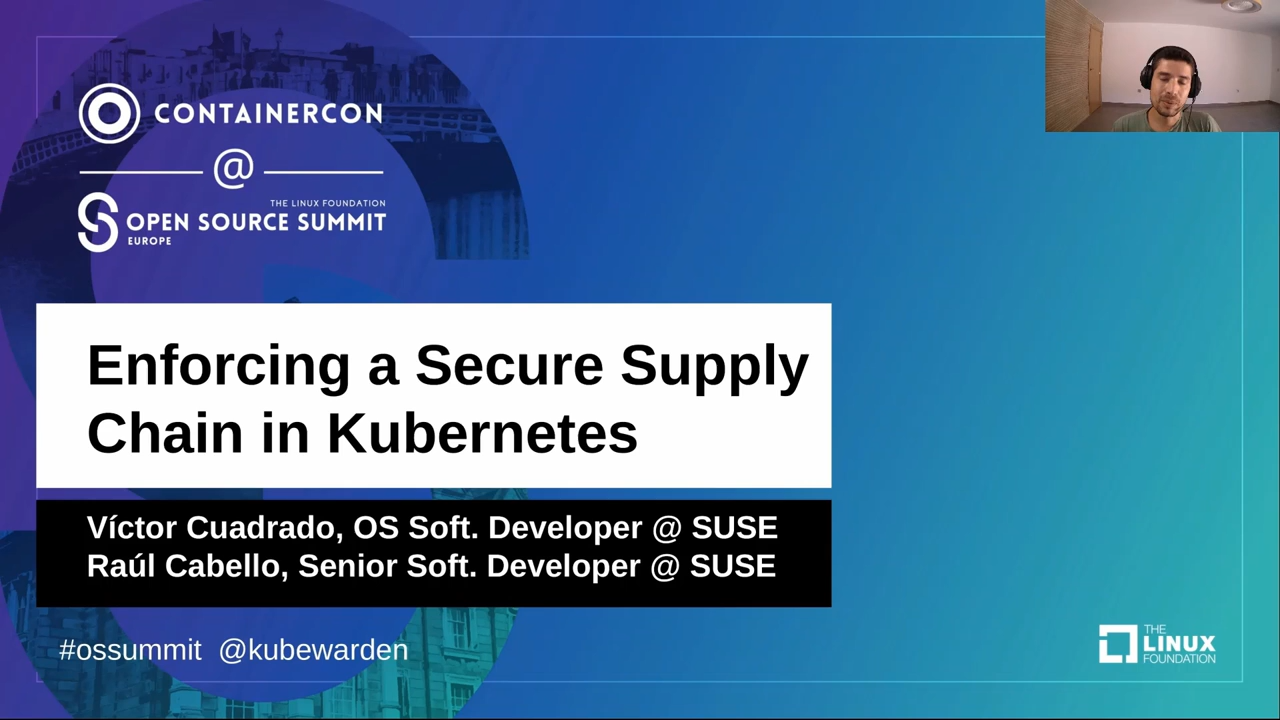 CONTAINERCON
@
THE LINUX FOUNDATION
OPEN SOURCE SUMMIT
EUROPE
Enforcing a Secure Supply
Chain in Kubernetes
Víctor Cuadrado, OS Soft. Developer @ SUSE
Raúl Cabello, Senior Soft. Developer @ SUSE
#ossummit @kubewarden
THE
LINUX
FOUNDATION